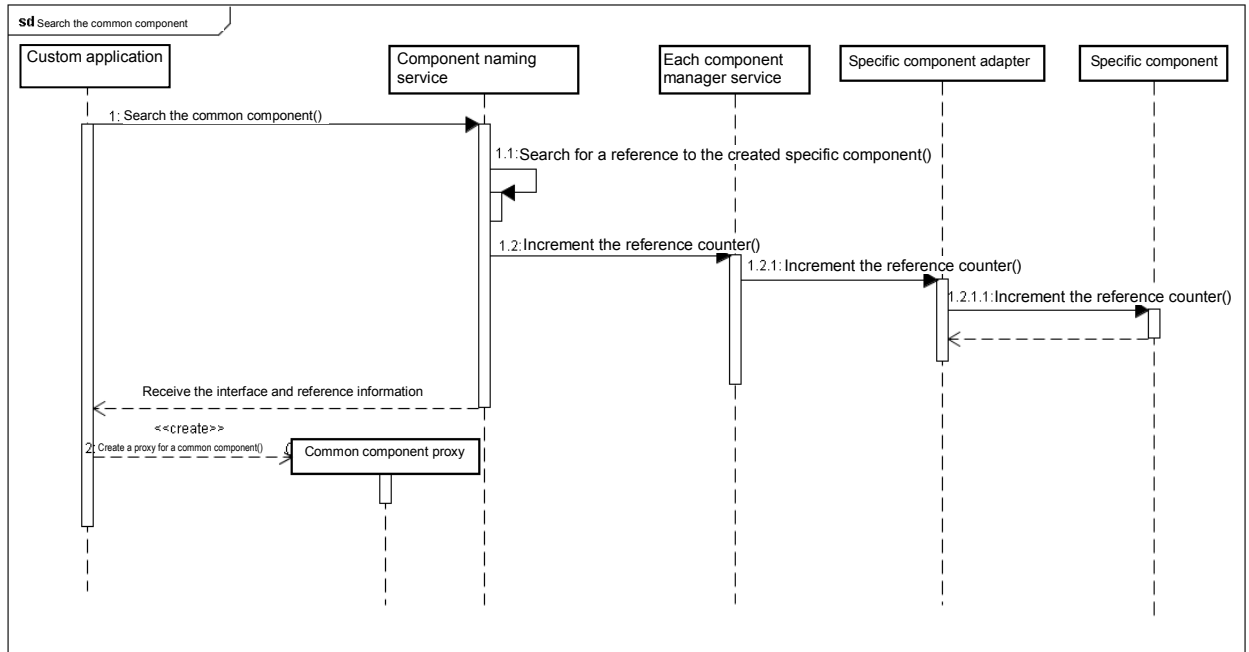 sd Search the common component
Custom application
Component naming
service
Each component
manager service
Specific component adapter
Specific component
1: Search the common component()
1.1: Search for a reference to the created specific component()
1.2: Increment the reference counter()
1.2.1: Increment the reference counter()
1.2.1.1: Increment the reference counter()
Receive the interface and reference information
<<create>>
2: Create a proxy for a common component()
Common component proxy